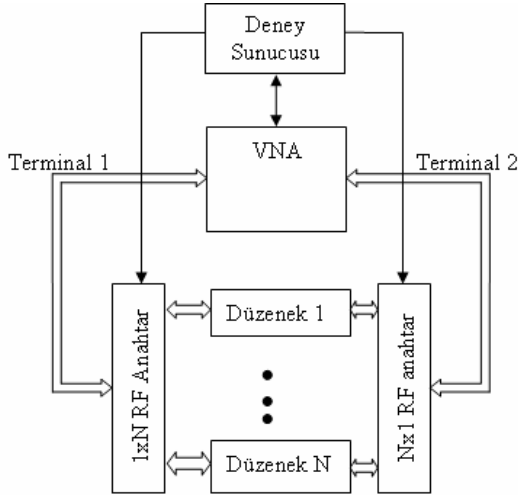 Deney
Sunucusu
VNA
Terminal 1
Terminal 2
1xN RF Anahtar
Düzenek 1
Nx1 RF anahtar
Düzenek N